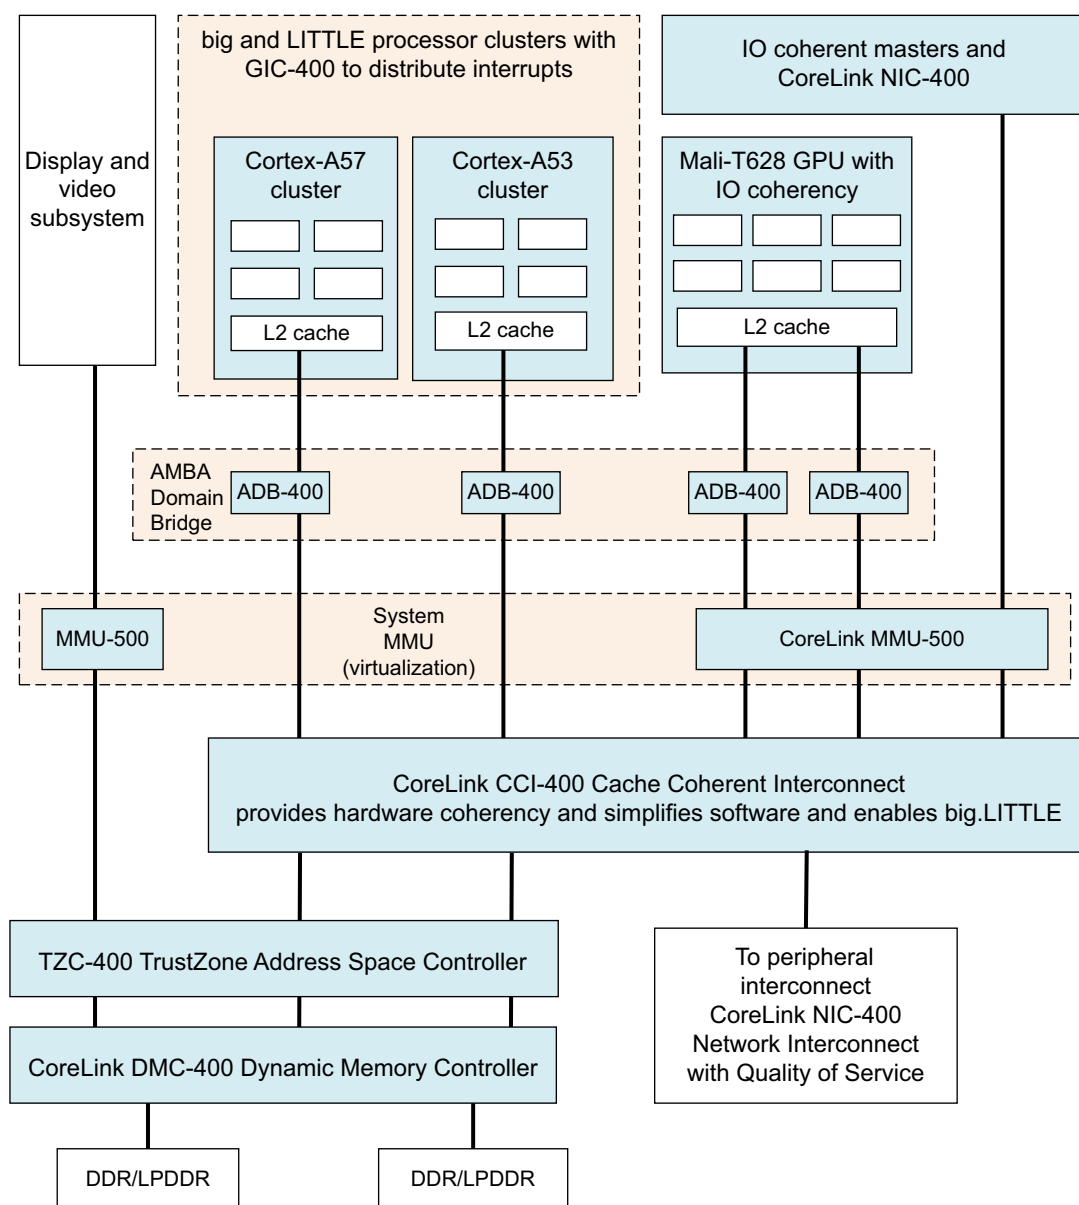 big and LITTLE processor clusters with
GIC-400 to distribute interrupts
IO coherent masters and
CoreLink NIC-400
Display and
video
subsystem
Cortex-A57
cluster
L2 cache
Cortex-A53
cluster
L2 cache
Mali-T628 GPU with
IO coherency
L2 cache
AMBA
Domain
Bridge
ADB-400
ADB-400
ADB-400
ADB-400
MMU-500
System
MMU
(virtualization)
CoreLink MMU-500
CoreLink CCI-400 Cache Coherent Interconnect
provides hardware coherency and simplifies software and enables big.LITTLE
TZC-400 TrustZone Address Space Controller
CoreLink DMC-400 Dynamic Memory Controller
To peripheral
interconnect
CoreLink NIC-400
Network Interconnect
with Quality of Service
DDR/LPDDR
DDR/LPDDR